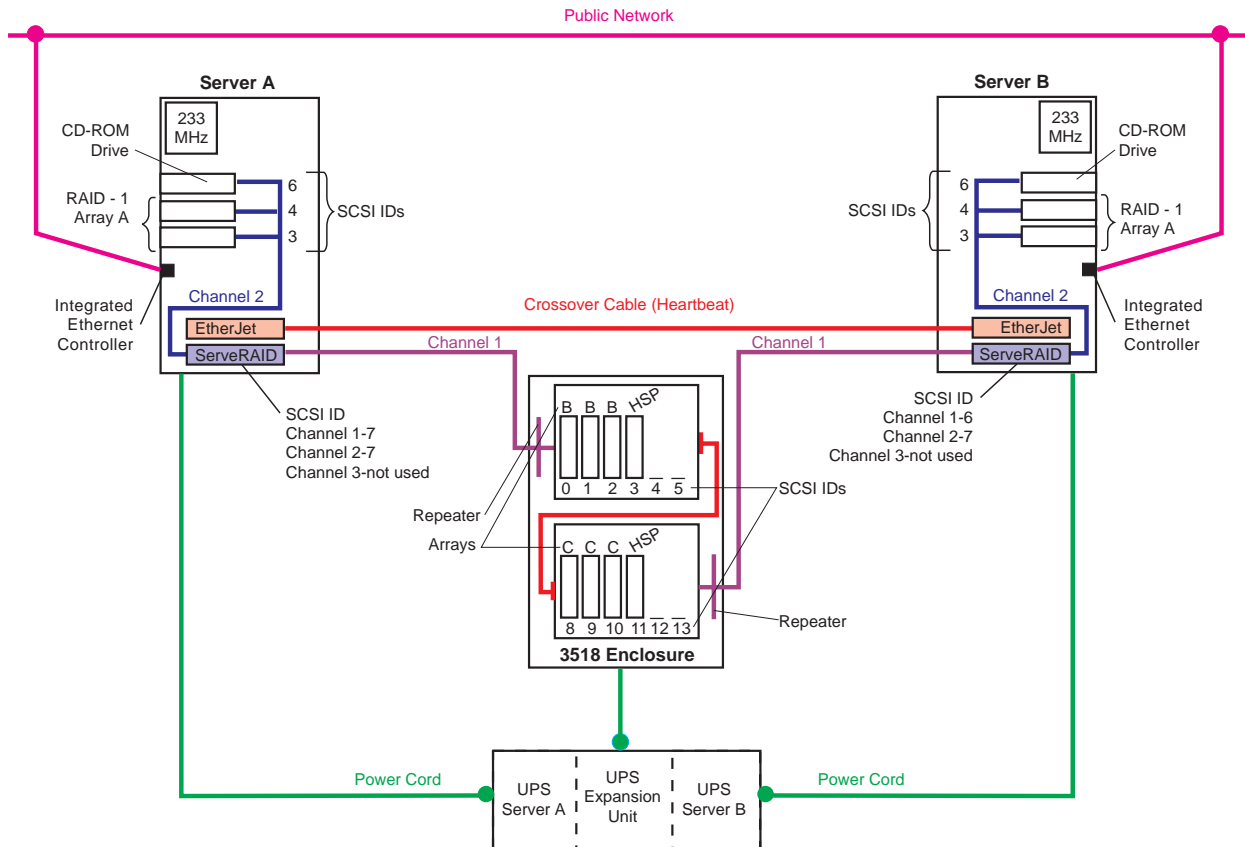 Public Network
Server A
Server B
233
MHz
233
MHz
CD-ROM
Drive
CD-ROM
Drive
RAID - 1
Array A
6
4
3
SCSI IDs
SCSI IDs
6
4
3
RAID - 1
Array A
Integrated
Ethernet
Controller
Channel 2
Channel 2
Integrated
Ethernet
Controller
Crossover Cable (Heartbeat)
EtherJet
EtherJet
ServeRAID
Channel 1
Channel 1
ServeRAID
SCSI ID
Channel 1-7
Channel 2-7
Channel 3-not used
SCSI ID
Channel 1-6
Channel 2-7
Channel 3-not used
B B B HSP
0 1 2 3 4 5
SCSI IDs
Repeater
Arrays
C C C HSP
8 9 10 11 12 13
Repeater
3518 Enclosure
Power Cord
Power Cord
UPS
Server A
UPS
Expansion
Unit
UPS
Server B